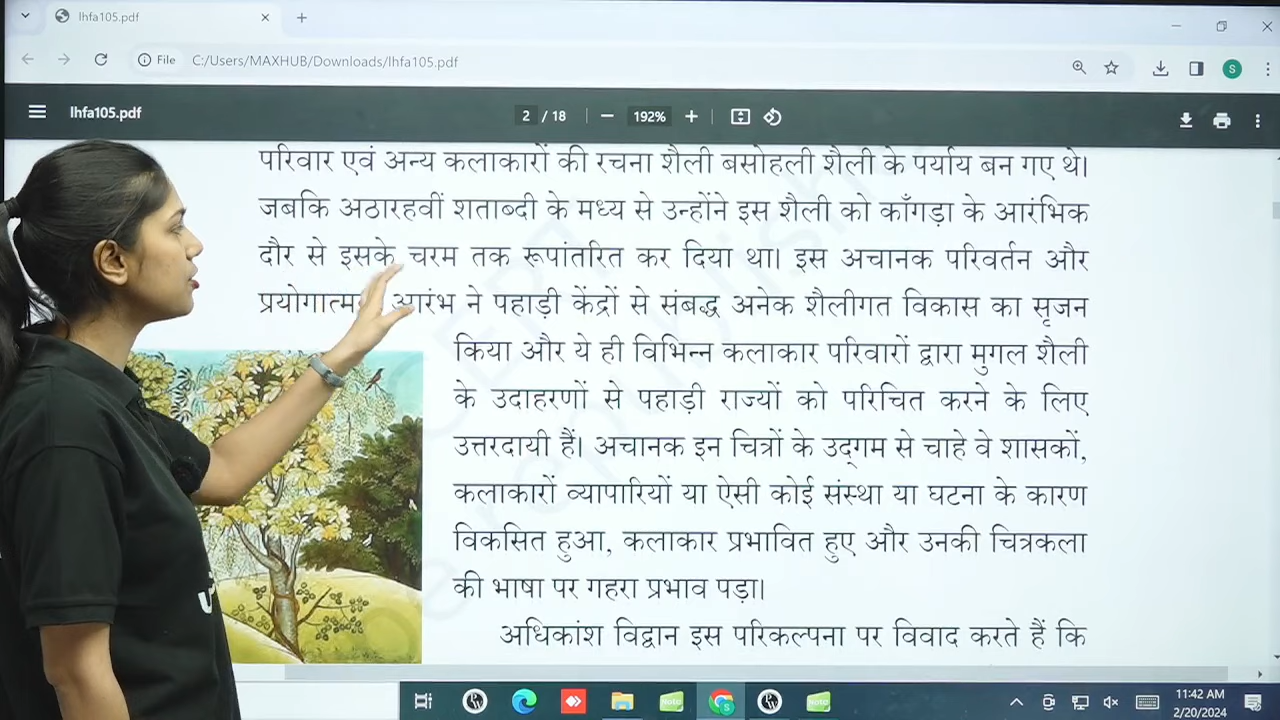 lhfa105.pdf
File C:/Users/MAXHUB/Downloads/lhfa105.pdf
S
lhfa105.pdf
2 / 18
192%
परिवार एवं अन्य कलाकारों की रचना शैली बसोहली शैली के पर्याय बन गए थे।
जबकि अठारहवीं शताब्दी के मध्य से उन्होंने इस शैली को काँगड़ा के आरंभिक
दौर से इसके चरम तक रूपांतरित कर दिया था। इस अचानक परिवर्तन और
आरंभ ने पहाड़ी केंद्रों से संबद्ध अनेक शैलीगत विकास का सृजन
किया और ये ही विभिन्न कलाकार परिवारों द्वारा मुगल शैली
के उदाहरणों से पहाड़ी राज्यों को परिचित करने के लिए
उत्तरदायी हैं। अचानक इन चित्रों के उद्‌गम से चाहे वे शासकों,
कलाकारों व्यापारियों या ऐसी कोई संस्था या घटना के कारण
विकसित हुआ, कलाकार प्रभावित हुए और उनकी चित्रकला
की भाषा पर गहरा प्रभाव पड़ा।
अधिकांश विद्वान इस परिकल्पना पर विवाद करते हैं कि
Note
Note
11:42 AM
2/20/2024